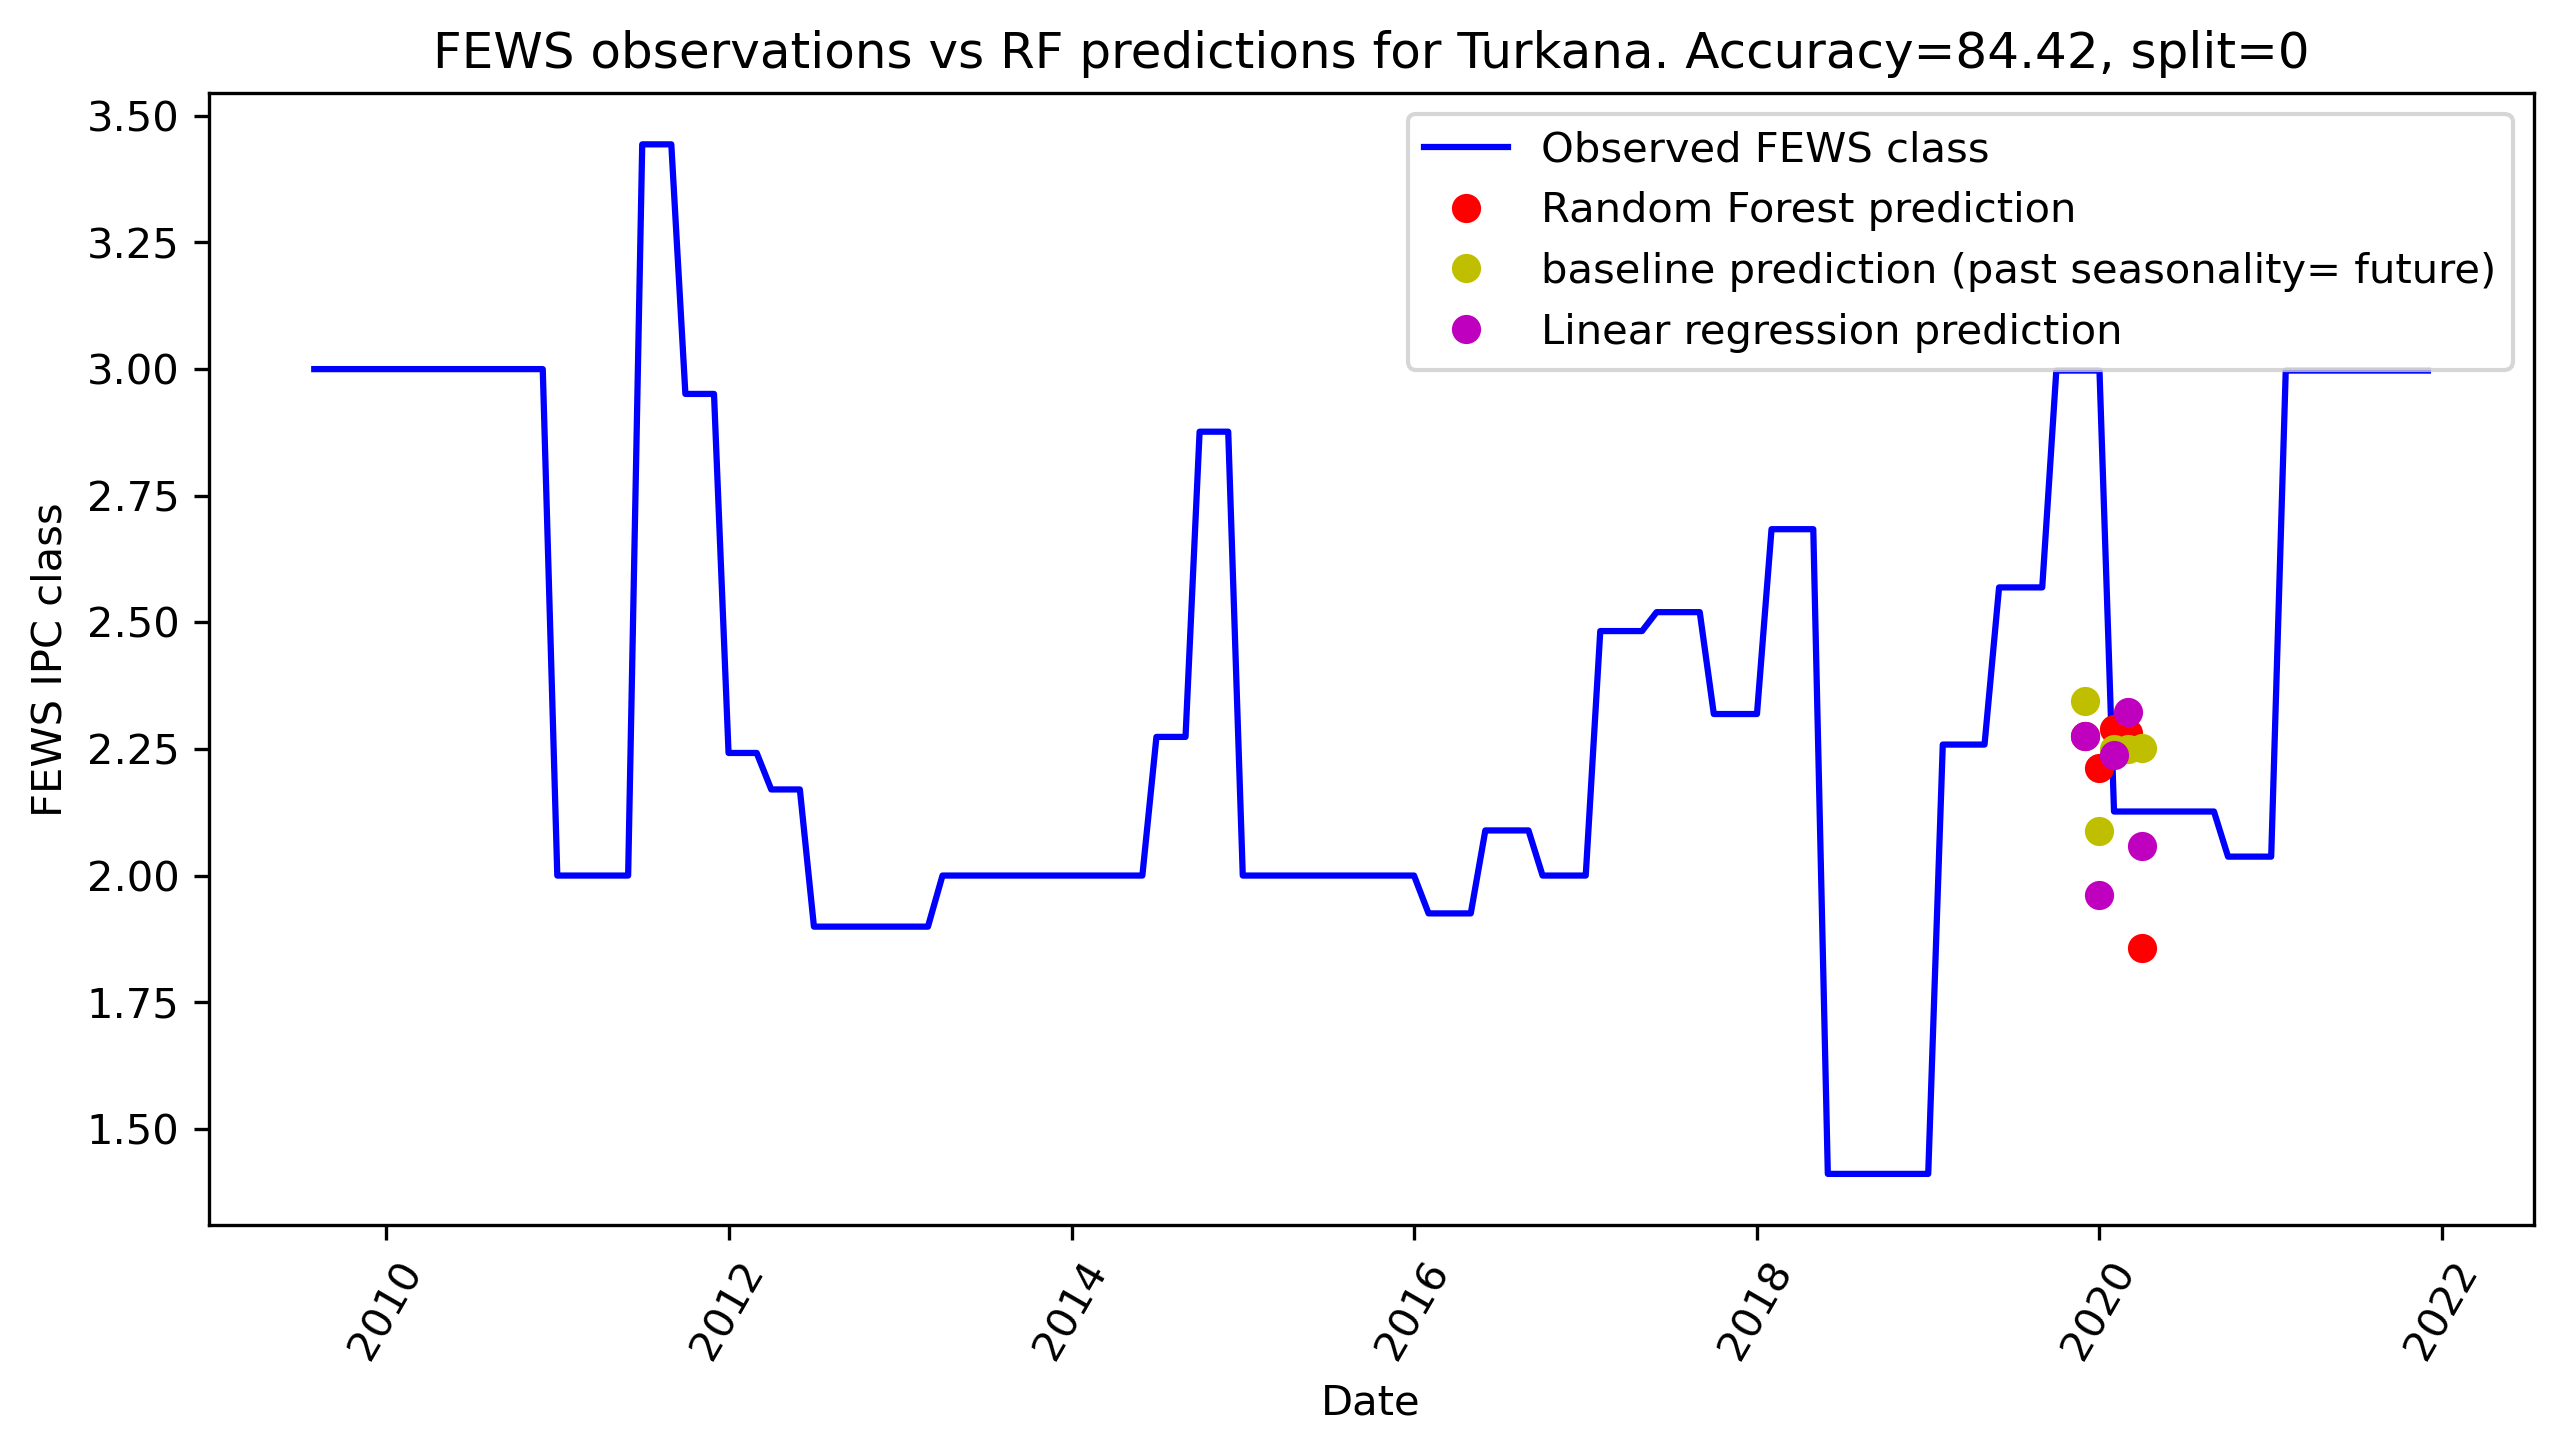 FEWS observations vs RF predictions for Turkana. Accuracy=84.42, split=0
Observed FEWS class
Random Forest prediction
baseline prediction (past seasonality= future)
Linear regression prediction
FEWS IPC class
3.50
3.25
3.00
2.75
2.50
2.25
2.00
1.75
1.50
2010
2012
2014
2016
2018
2020
2022
Date